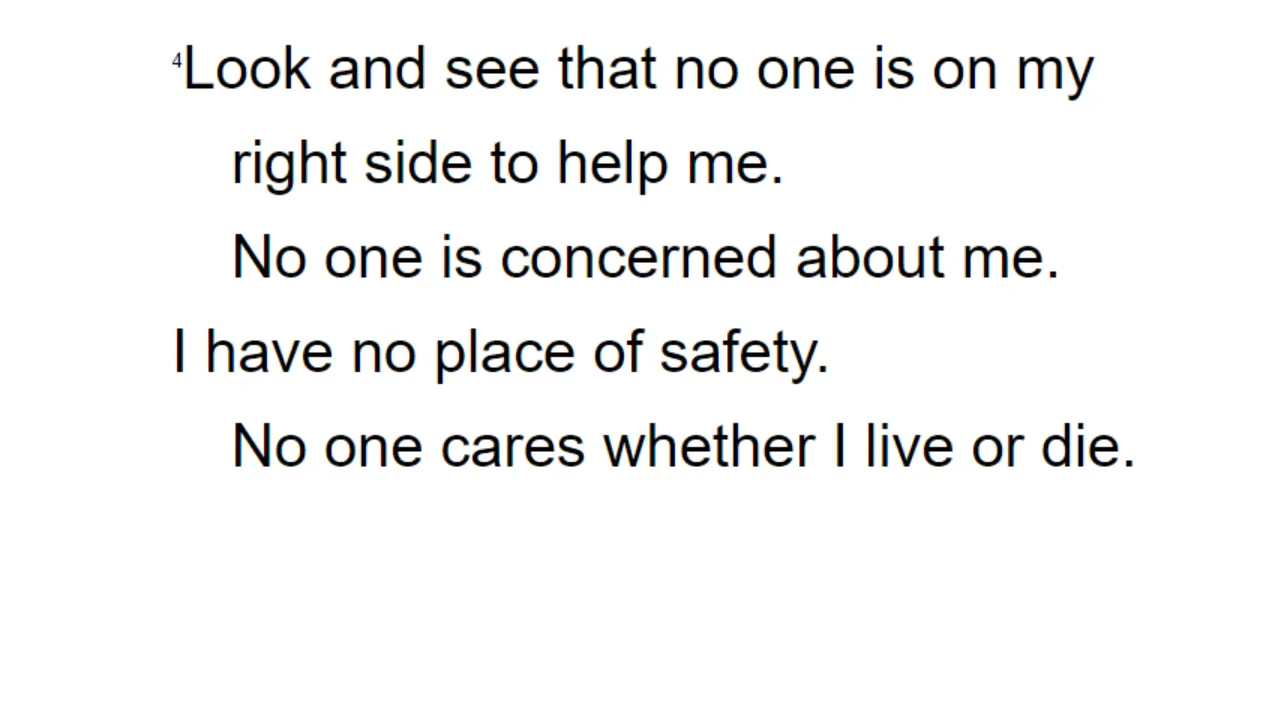 4Look and see that no one is on my
right side to help me.
No one is concerned about me.
I have no place of safety.
No one cares whether I live or die.